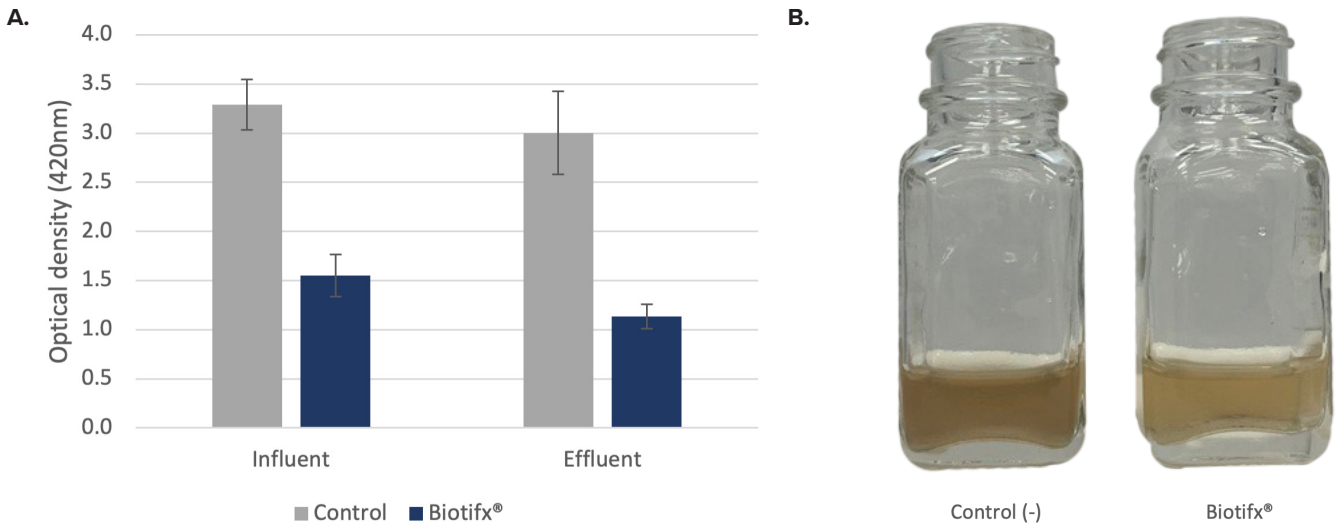 A.
4.0
3.5
3.0
2.5
2.0
1.5
1.0
0.5
0.0
Optical density (420nm)
Influent
Effluent
Control
Biotifx®
B.
Control (-)
Biotifx®